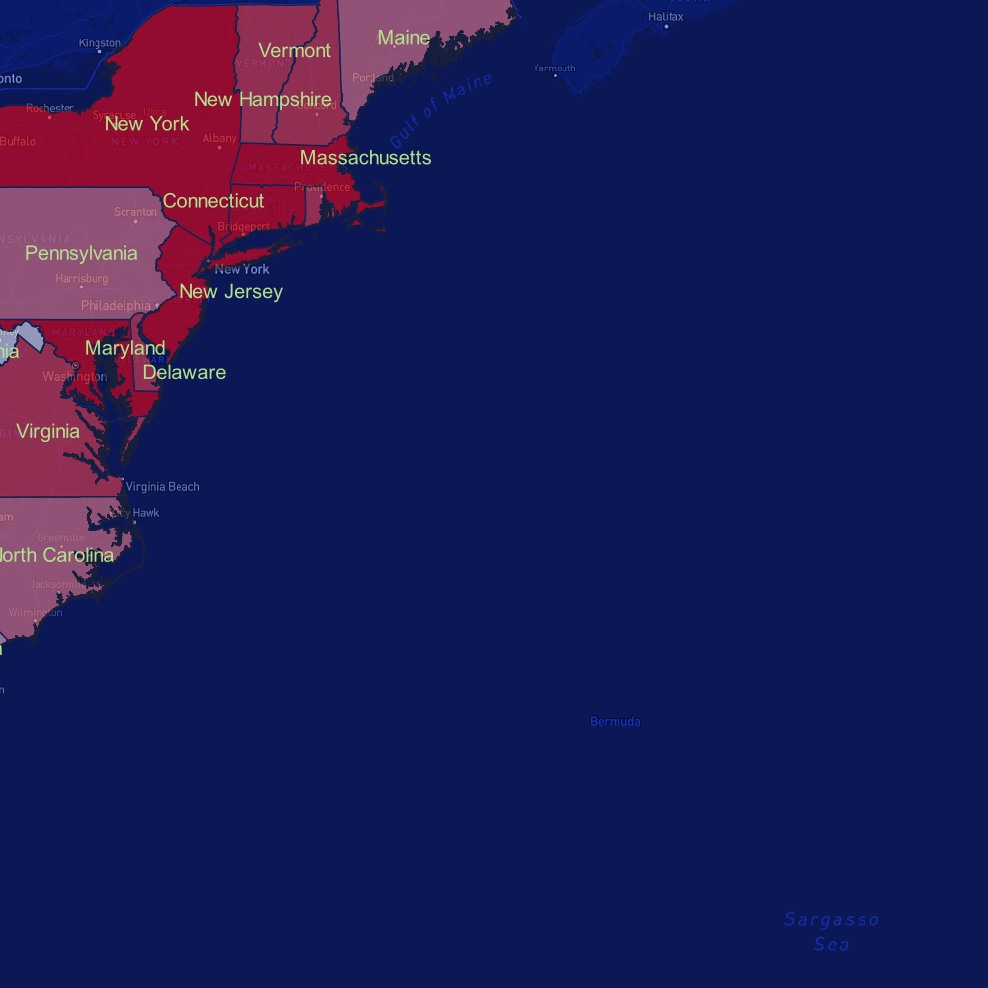 Halifax
Maine
Kingston
Vermont
VERMONT
Yarmouth
onto
Portland
Gulf of Maine
New Hampshire
Rochester
Syracuse
Utica
New York
Buffalo
NEW YORK
Albany
Massachusetts
MASSACHUSETTS
Providence
Connecticut
Scranton
Bridgeport
NSYLVANIA
Pennsylvania
New York
Harrisburg
New Jersey
Philadelphia
MARYLAND
Maryland
nia
Delaware
Washington
Virginia
Virginia Beach
Hawk
am
Greenville
North Carolina
Jacksonville
Wilmington
a
n
Bermuda
Sargasso
Sea